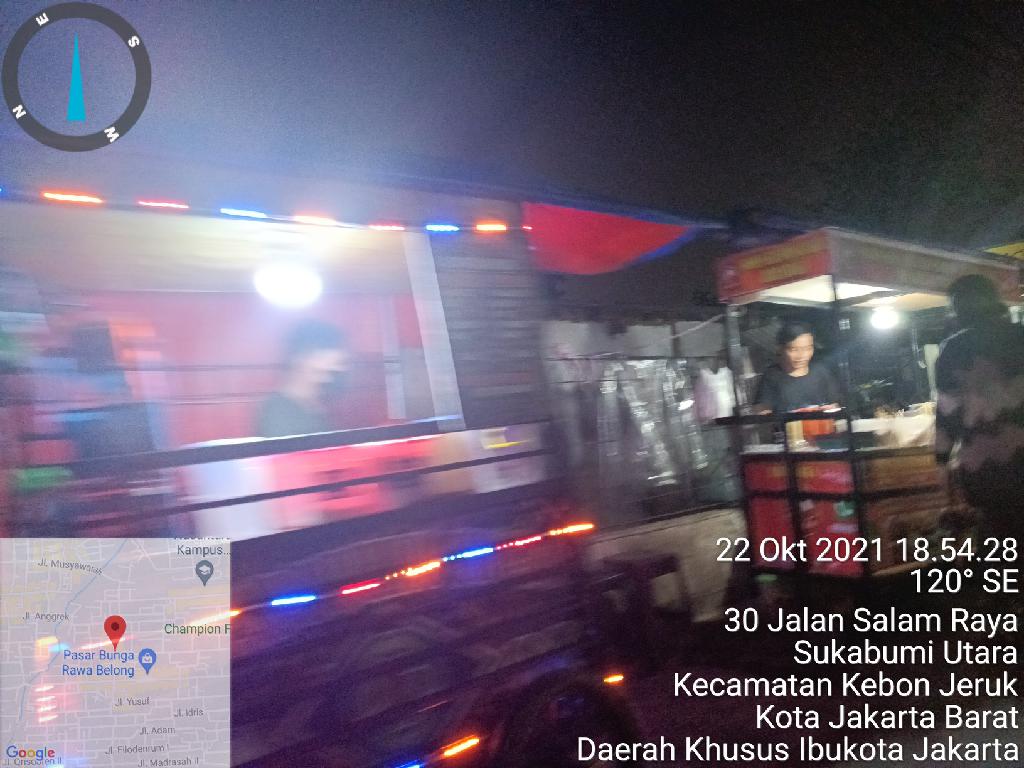 E
S
N
W
22 Okt 2021 18.54.28
120° SE
30 Jalan Salam Raya
Sukabumi Utara
Kecamatan Kebon Jeruk
Kota Jakarta Barat
Daerah Khusus Ibukota Jakarta
Kampus...
Jl. Musyawarah
Jl. Anggrek
Champion F
Pasar Bunga
Rawa Belong
Jl. Yusuf
Jl. Idris
Jl. Adam
Jl. Filodenrum I
Google
Jl. Madrasah II